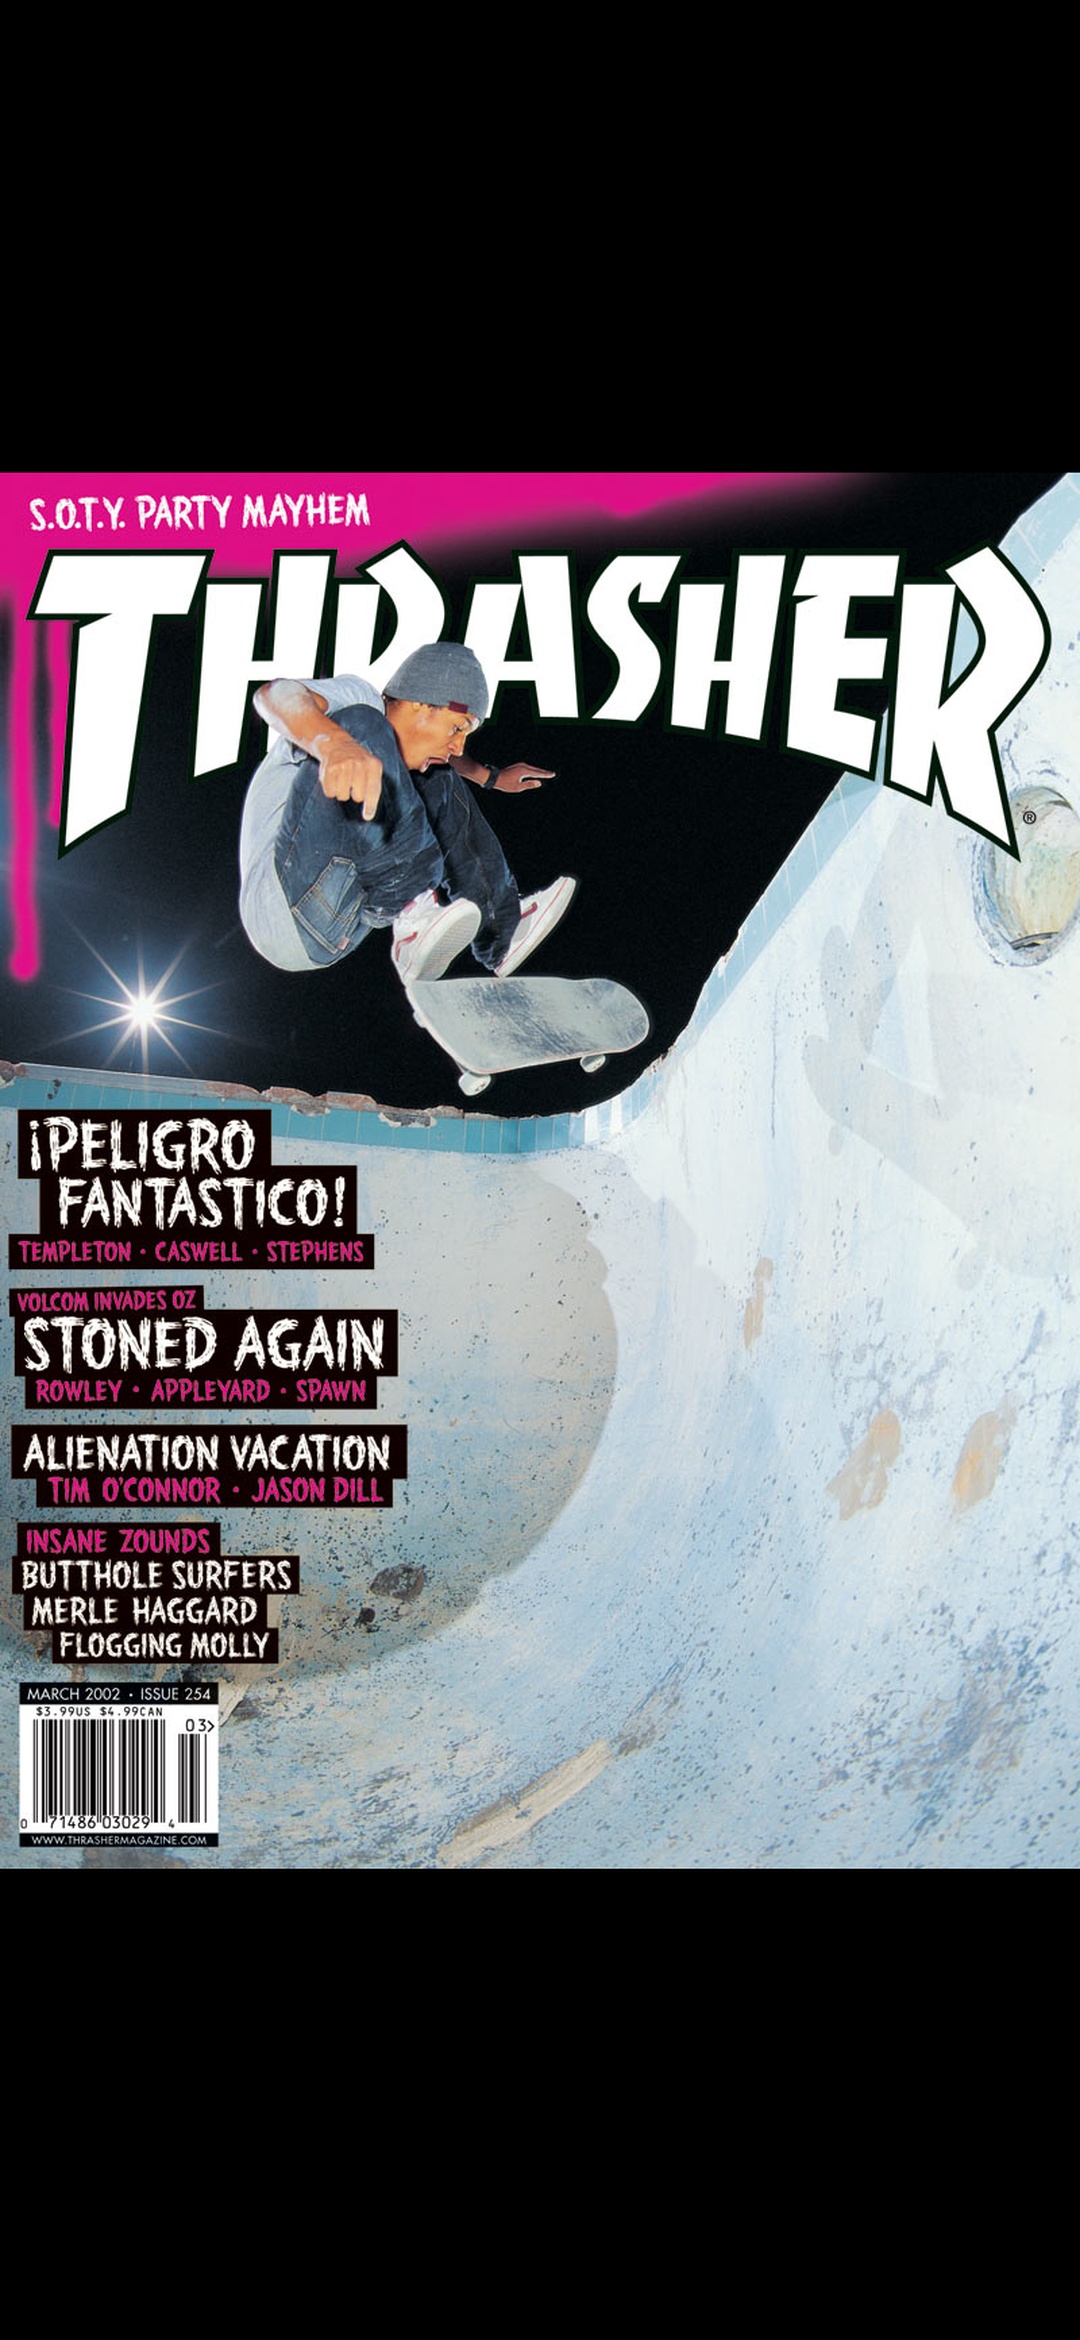 S.O.T.Y. PARTY MAYHEM
THRASHER
®
¡PELIGRO
FANTASTICO!
TEMPLETON · CASWELL · STEPHENS
VOLCOM INVADES OZ
STONED AGAIN
ROWLEY · APPLEYARD · SPAWN
ALIENATION VACATION
TIM O'CONNOR · JASON DILL
INSANE ZOUNDS
BUTTHOLE SURFERS
MERLE HAGGARD
FLOGGING MOLLY
MARCH 2002 · ISSUE 254
$3.99US $4.99CAN
03>
0 71486 03029 4
WWW.THRASHERMAGAZINE.COM